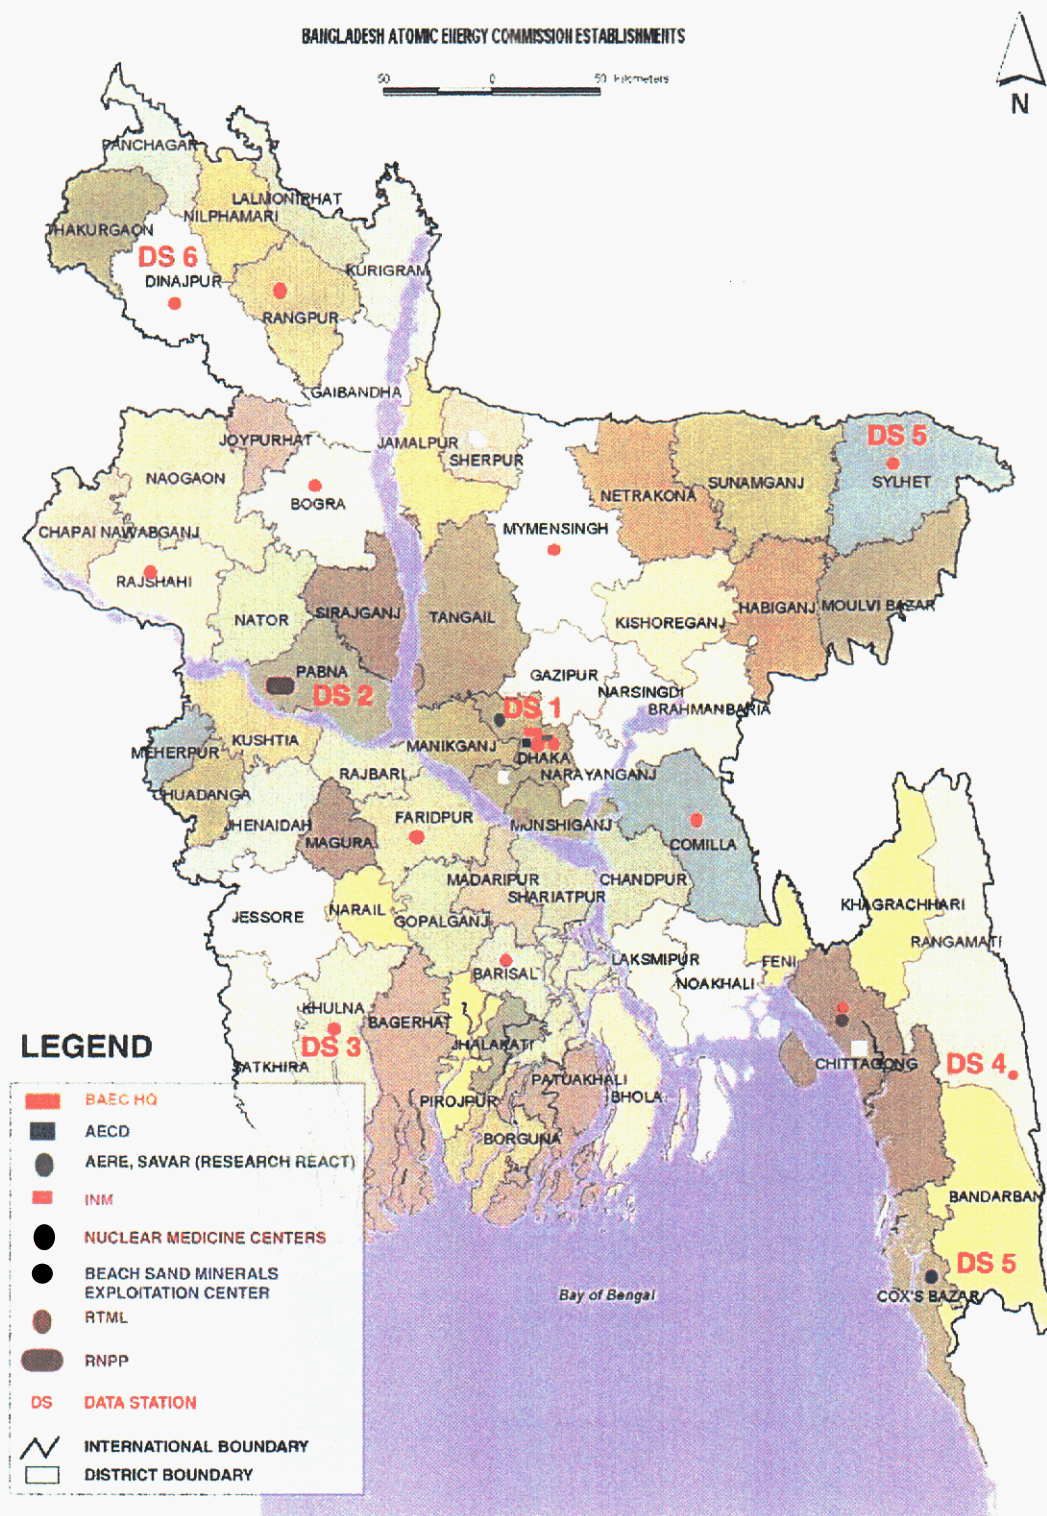 BANGLADESH ATOMIC ENERGY COMMISSION ESTABLISHMENTS
50 0 50 Kilometers
N
PANCHAGAR
LALMONIRHAT
NILPHAMARI
THAKURGAON
DS 6
DINAJPUR
KURIGRAM
RANGPUR
GAIBANDHA
JOYPURHAT
JAMALPUR
SHERPUR
DS 5
NAOGAON
SUNAMGANJ
SYLHET
NETRAKONA
BOGRA
MYMENSINGH
CHAPAI NAWABGANJ
RAJSHAHI
NATOR
SIRAJGANJ
TANGAIL
KISHOREGANJ
HABIGANJ
MOULVI BAZAR
PABNA
DS 2
GAZIPUR
NARSINGDI
DS 1
BRAHMANBARIA
KUSHTIA
MEHERPUR
MANIKGANJ
DHAKA
RAJBARI
NARAYANGANJ
CHUADANGA
JHENAIDAH
FARIDPUR
MUNSHIGANJ
MAGURA
COMILLA
MADARIPUR
SHARIATPUR
CHANDPUR
JESSORE
NARAIL
GOPALGANJ
KHAGRACHHARI
RANGAMATI
LAKSMIPUR
FENI
BARISAL
NOAKHALI
KHULNA
BAGERHAT
DS 3
JHALAKATI
SATKHIRA
CHITTAGONG
DS 4
PATUAKHALI
PIROJPUR
BHOLA
BORGUNA
BANDARBAN
DS 5
COX'S BAZAR
Bay of Bengal
LEGEND
BAEC HQ
AECD
AERE, SAVAR (RESEARCH REACT)
INM
NUCLEAR MEDICINE CENTERS
BEACH SAND MINERALS
EXPLOITATION CENTER
RTML
RNPP
DS DATA STATION
INTERNATIONAL BOUNDARY
DISTRICT BOUNDARY